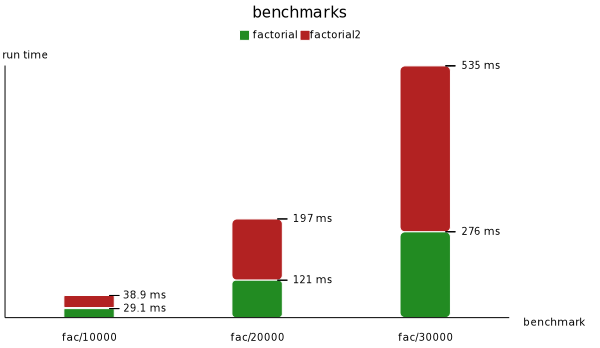 benchmarks
factorial factorial2
run time
535 ms
276 ms
197 ms
121 ms
38.9 ms
29.1 ms
fac/10000 fac/20000 fac/30000
benchmark